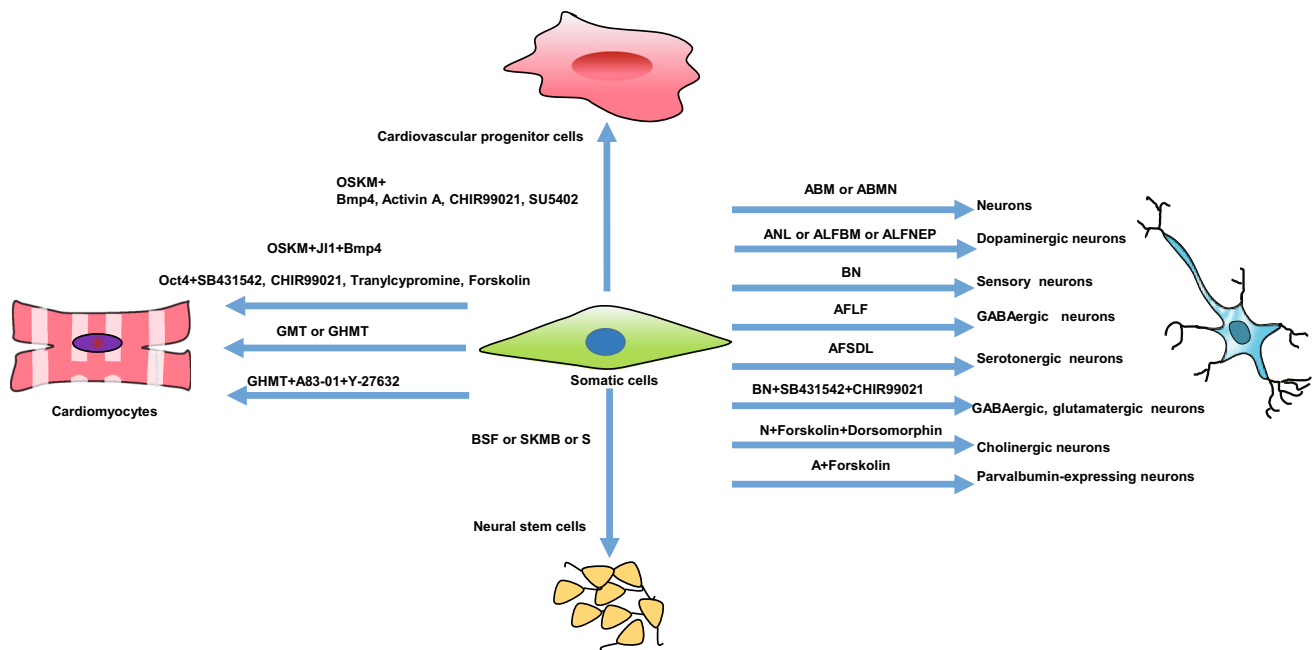 Cardiovascular progenitor cells
OSKM+
Bmp4, Activin A, CHIR99021, SU5402
OSKM+JI1+Bmp4
Oct4+SB431542, CHIR99021, Tranylcypromine, Forskolin
GMT or GHMT
GHMT+A83-01+Y-27632
Cardiomyocytes
Somatic cells
BSF or SKMB or S
Neural stem cells
ABM or ABMN
Neurons
ANL or ALFBM or ALFNEP
Dopaminergic neurons
BN
Sensory neurons
AFLF
GABAergic neurons
AFSDL
Serotonergic neurons
BN+SB431542+CHIR99021
GABAergic, glutamatergic neurons
N+Forskolin+Dorsomorphin
Cholinergic neurons
A+Forskolin
Parvalbumin-expressing neurons